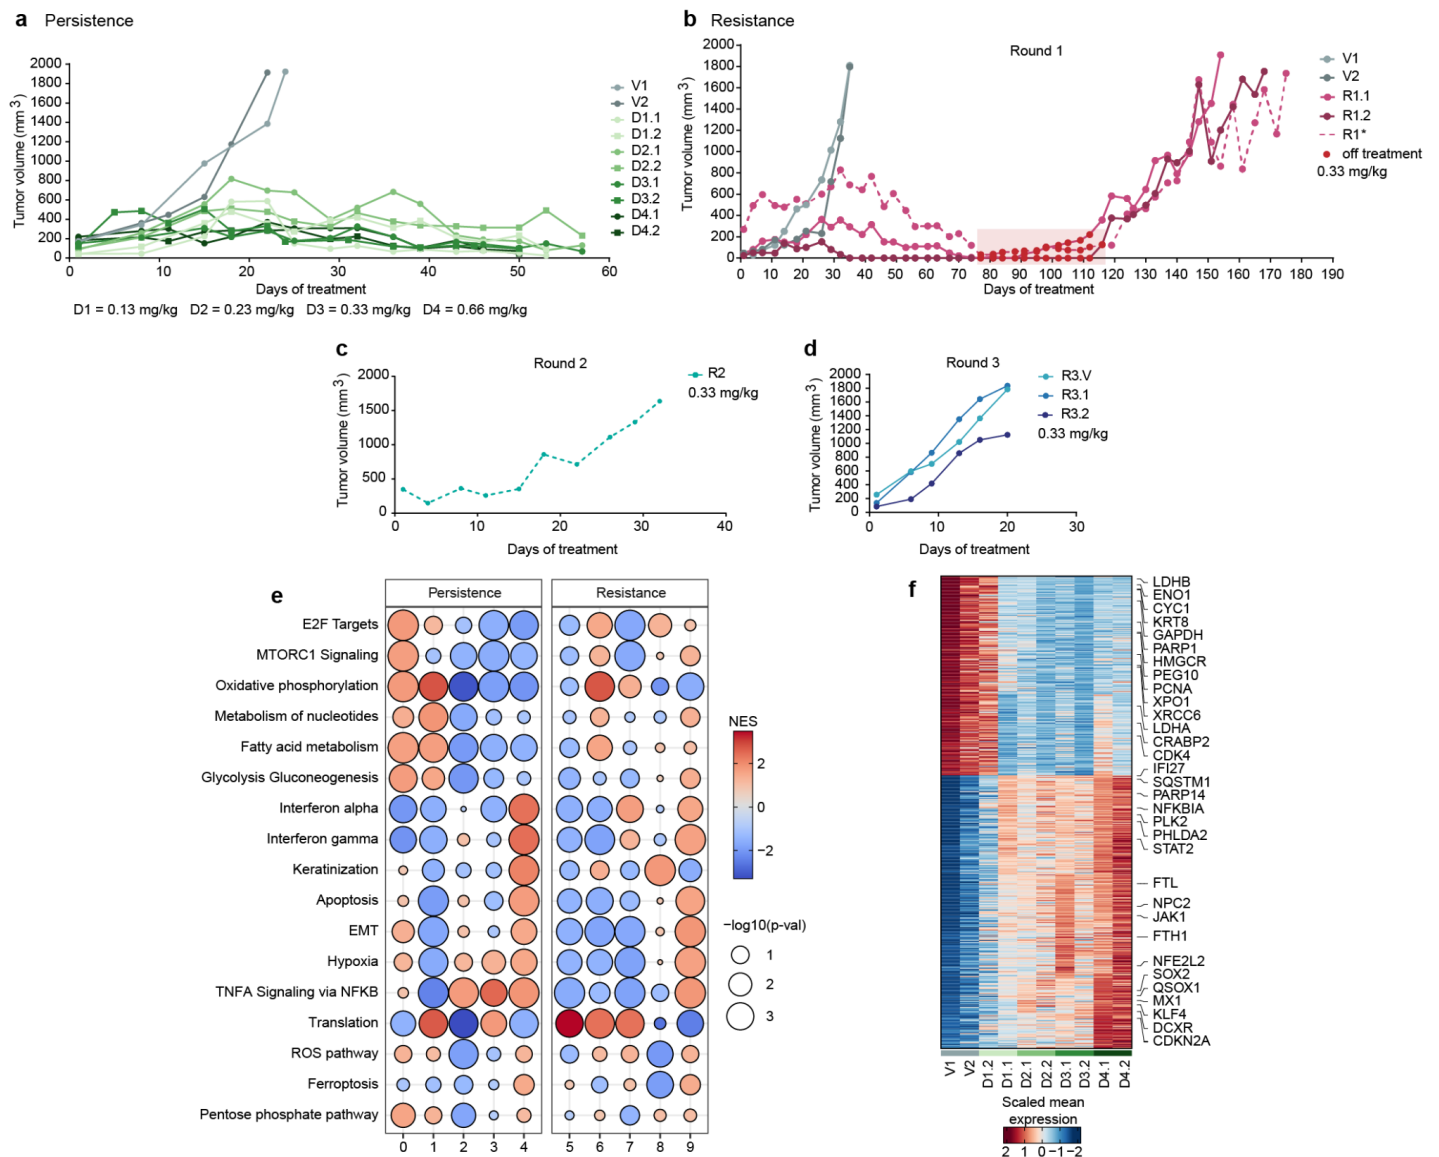 a Persistence
Tumor volume (mm3)
2000
1800
1600
1400
1200
1000
800
600
400
200
0
0 10 20 30 40 50 60
Days of treatment
V1
V2
D1.1
D1.2
D2.1
D2.2
D3.1
D3.2
D4.1
D4.2
D1 = 0.13 mg/kg D2 = 0.23 mg/kg D3 = 0.33 mg/kg D4 = 0.66 mg/kg
b Resistance
Round 1
Tumor volume (mm3)
2000
1800
1600
1400
1200
1000
800
600
400
200
0
0 10 20 30 40 50 60 70 80 90 100 110 120 130 140 150 160 170 180 190
Days of treatment
V1
V2
R1.1
R1.2
R1*
off treatment
0.33 mg/kg
c
Round 2
Tumor volume (mm3)
2000
1500
1000
500
0
0 10 20 30 40
Days of treatment
R2
0.33 mg/kg
d
Round 3
Tumor volume (mm3)
2000
1800
1600
1400
1200
1000
800
600
400
200
0
0 10 20 30
Days of treatment
R3.V
R3.1
R3.2
0.33 mg/kg
e
Persistence Resistance
E2F Targets
MTORC1 Signaling
Oxidative phosphorylation
Metabolism of nucleotides
Fatty acid metabolism
Glycolysis Gluconeogenesis
Interferon alpha
Interferon gamma
Keratinization
Apoptosis
EMT
Hypoxia
TNFA Signaling via NFKB
Translation
ROS pathway
Ferroptosis
Pentose phosphate pathway
0 1 2 3 4 5 6 7 8 9
NES
2
0
−2
−log10(p-val)
1
2
3
f
LDHB
ENO1
CYC1
KRT8
GAPDH
PARP1
HMGCR
PEG10
PCNA
XPO1
XRCC6
LDHA
CRABP2
CDK4
IFI27
SQSTM1
PARP14
NFKBIA
PLK2
PHLDA2
STAT2
FTL
NPC2
JAK1
FTH1
NFE2L2
SOX2
QSOX1
MX1
KLF4
DCXR
CDKN2A
V1 V2 D1.2 D1.1 D2.1 D2.2 D3.1 D3.2 D4.1 D4.2
Scaled mean
expression
2 1 0 −1 −2